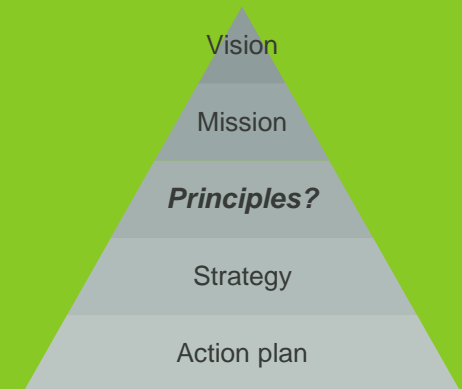 Vision
Mission
Principles?
Strategy
Action plan